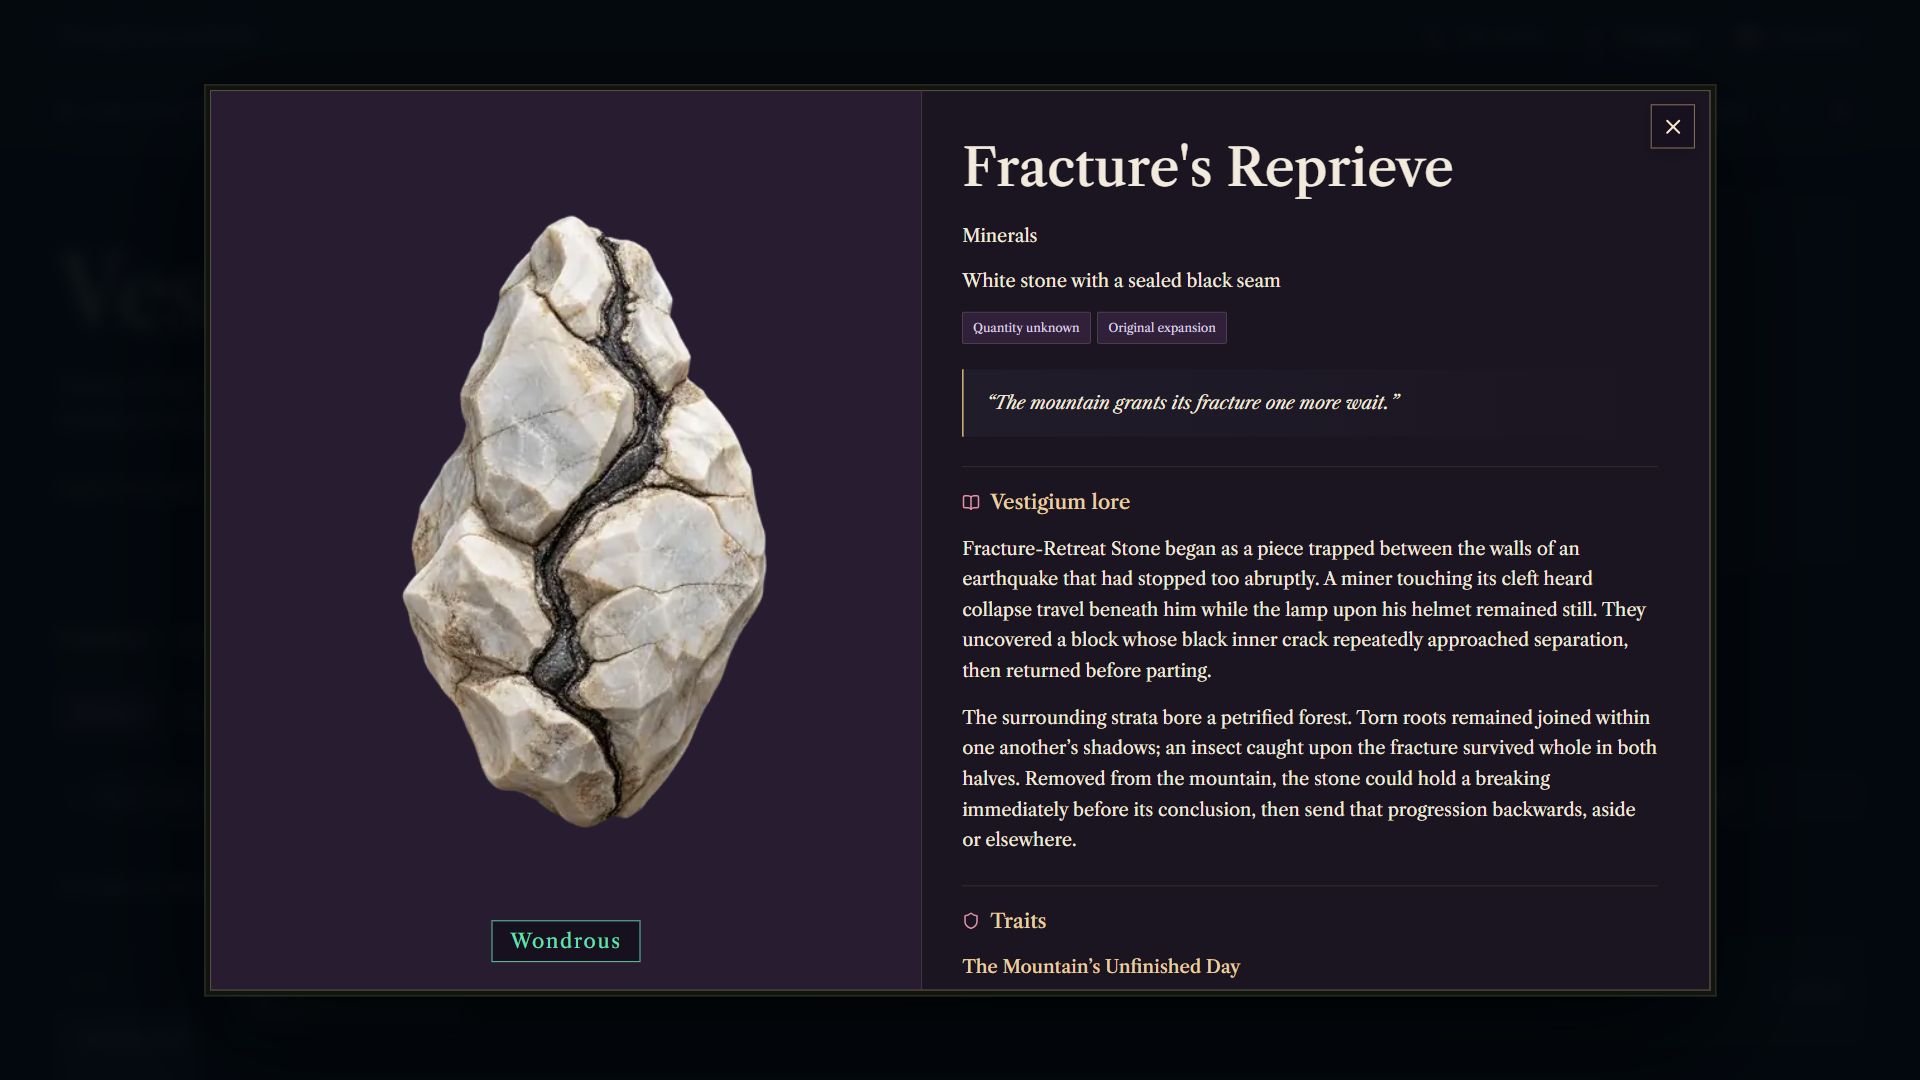 Fracture's Reprieve
Minerals
White stone with a sealed black seam
Quantity unknown
Original expansion
“The mountain grants its fracture one more wait.”
Vestigium lore
Fracture-Retreat Stone began as a piece trapped between the walls of an
earthquake that had stopped too abruptly. A miner touching its cleft heard
collapse travel beneath him while the lamp upon his helmet remained still. They
uncovered a block whose black inner crack repeatedly approached separation,
then returned before parting.
The surrounding strata bore a petrified forest. Torn roots remained joined within
one another’s shadows; an insect caught upon the fracture survived whole in both
halves. Removed from the mountain, the stone could hold a breaking
immediately before its conclusion, then send that progression backwards, aside
or elsewhere.
Traits
The Mountain’s Unfinished Day
Wondrous
Ves